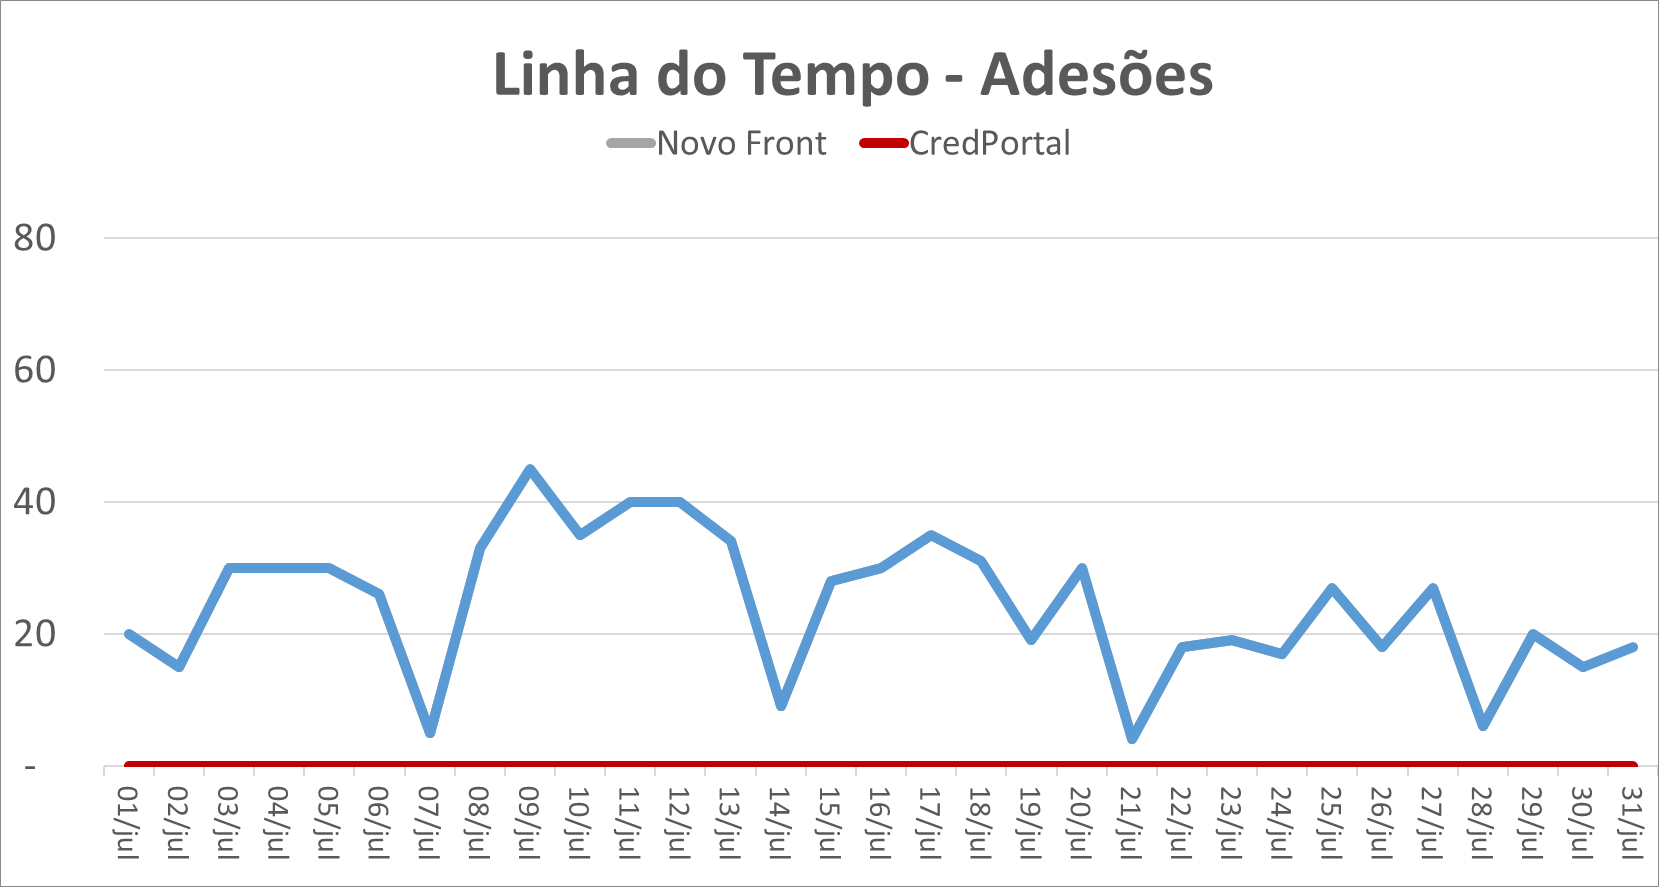 Linha do Tempo - Adesões
Novo Front CredPortal
80
60
40
20
-
01/jul 02/jul 03/jul 04/jul 05/jul 06/jul 07/jul 08/jul 09/jul 10/jul 11/jul 12/jul 13/jul 14/jul 15/jul 16/jul 17/jul 18/jul 19/jul 20/jul 21/jul 22/jul 23/jul 24/jul 25/jul 26/jul 27/jul 28/jul 29/jul 30/jul 31/jul